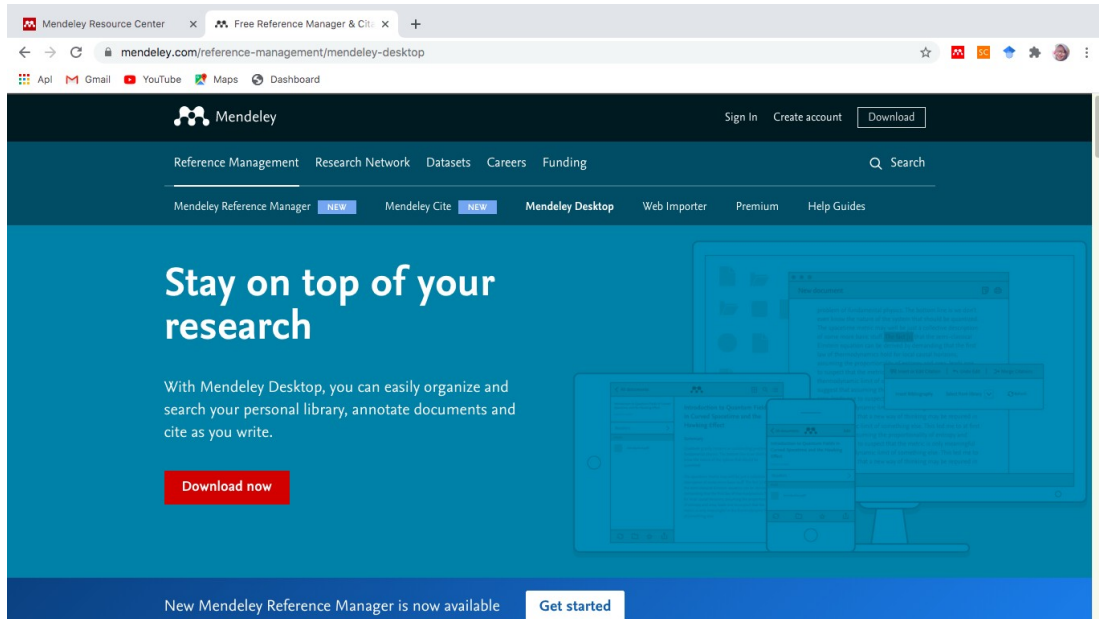 Mendeley Resource Center
Free Reference Manager & Cit
mendeley.com/reference-management/mendeley-desktop
SC
Apl Gmail YouTube Maps Dashboard
Mendeley Sign In Create account Download
Reference Management Research Network Datasets Careers Funding Search
Mendeley Reference Manager NEW Mendeley Cite NEW Mendeley Desktop Web Importer Premium Help Guides
Stay on top of your
research
With Mendeley Desktop, you can easily organize and
search your personal library, annotate documents and
cite as you write.
Download now
New Mendeley Reference Manager is now available Get started